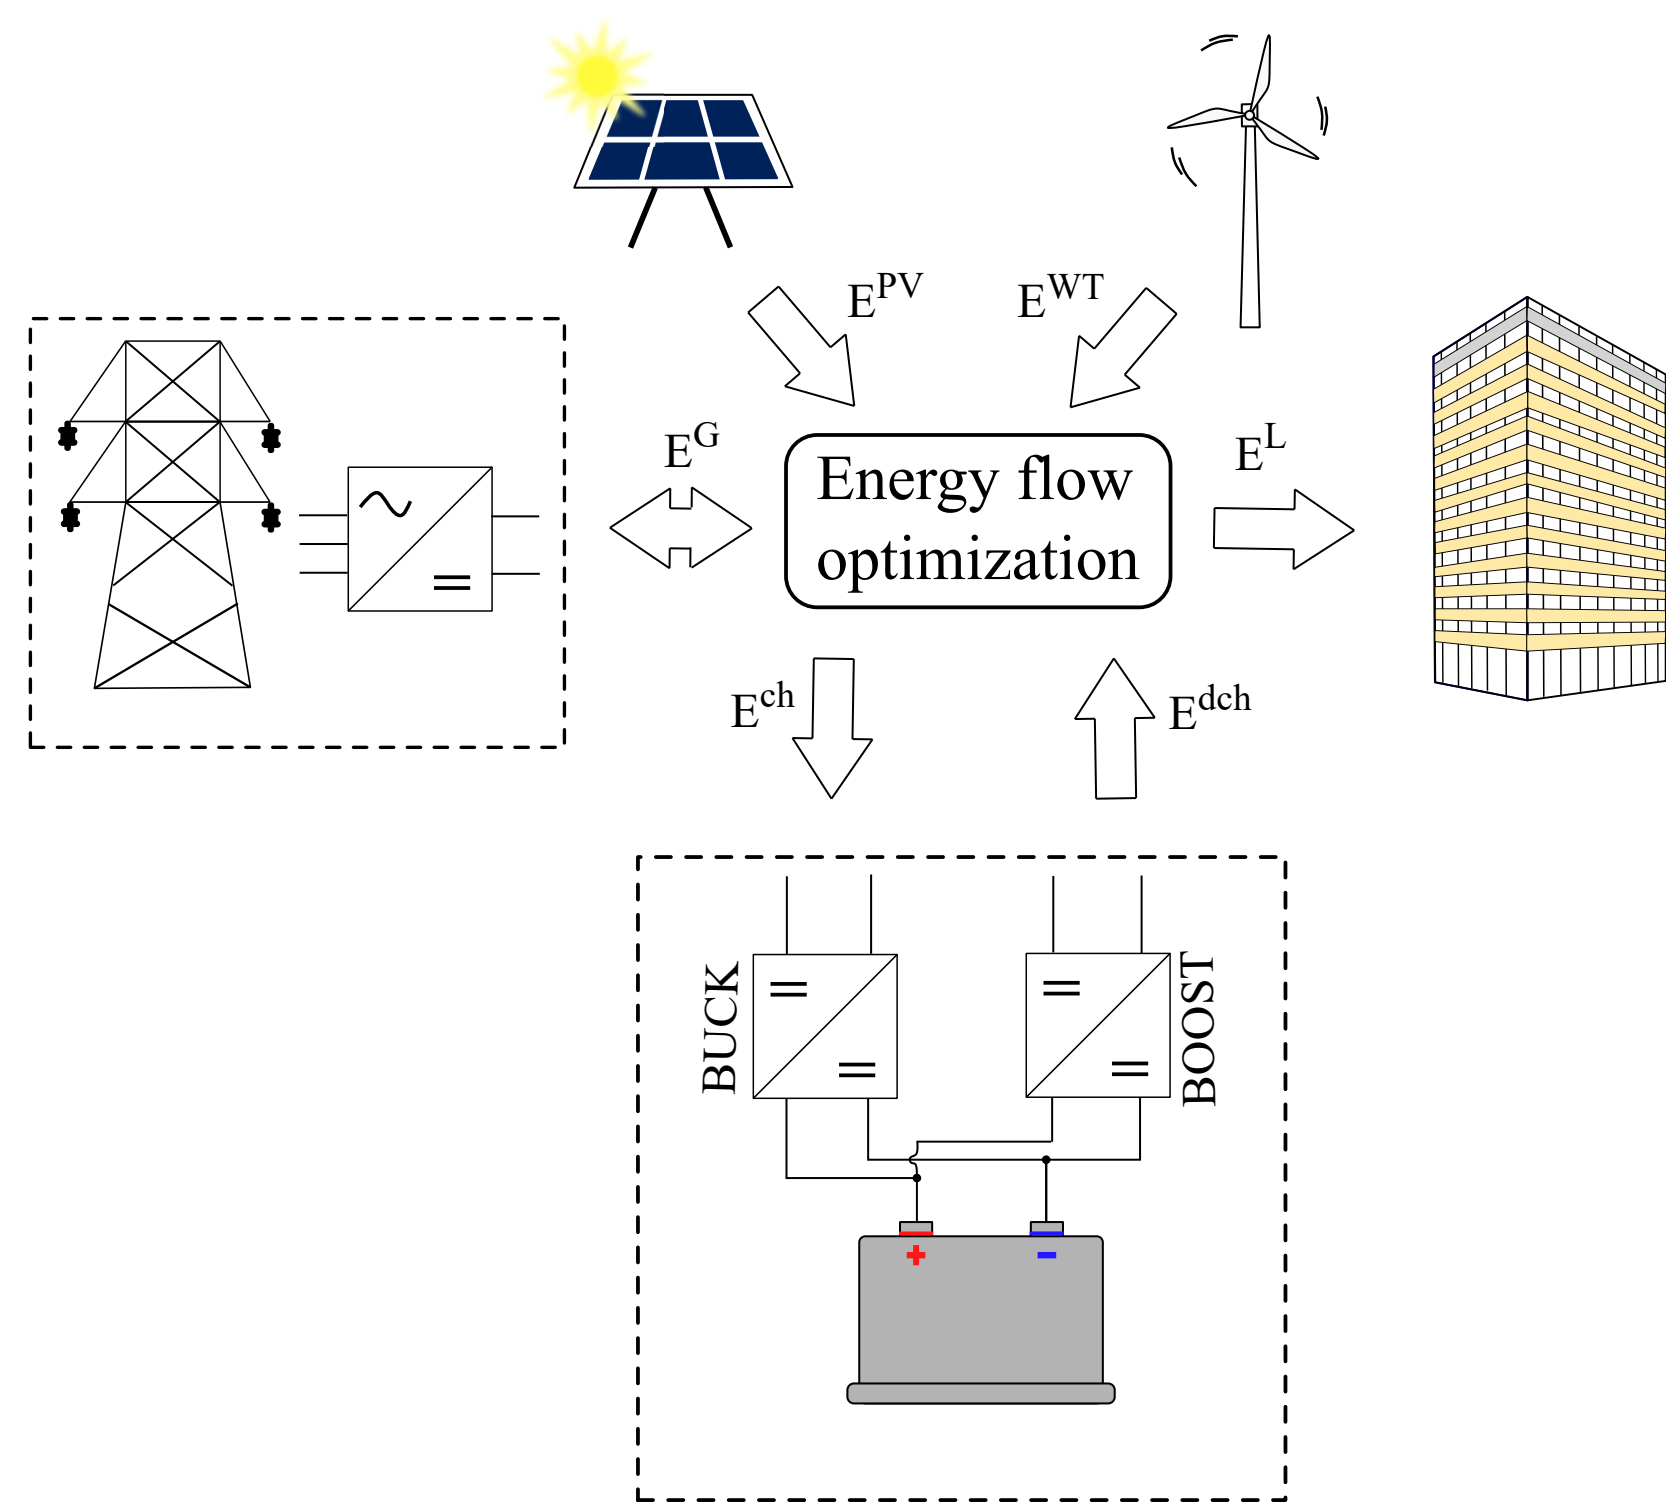 E^PV
E^WT
E^G
E^L
Energy flow
optimization
E^ch
E^dch
BUCK
BOOST
+
-